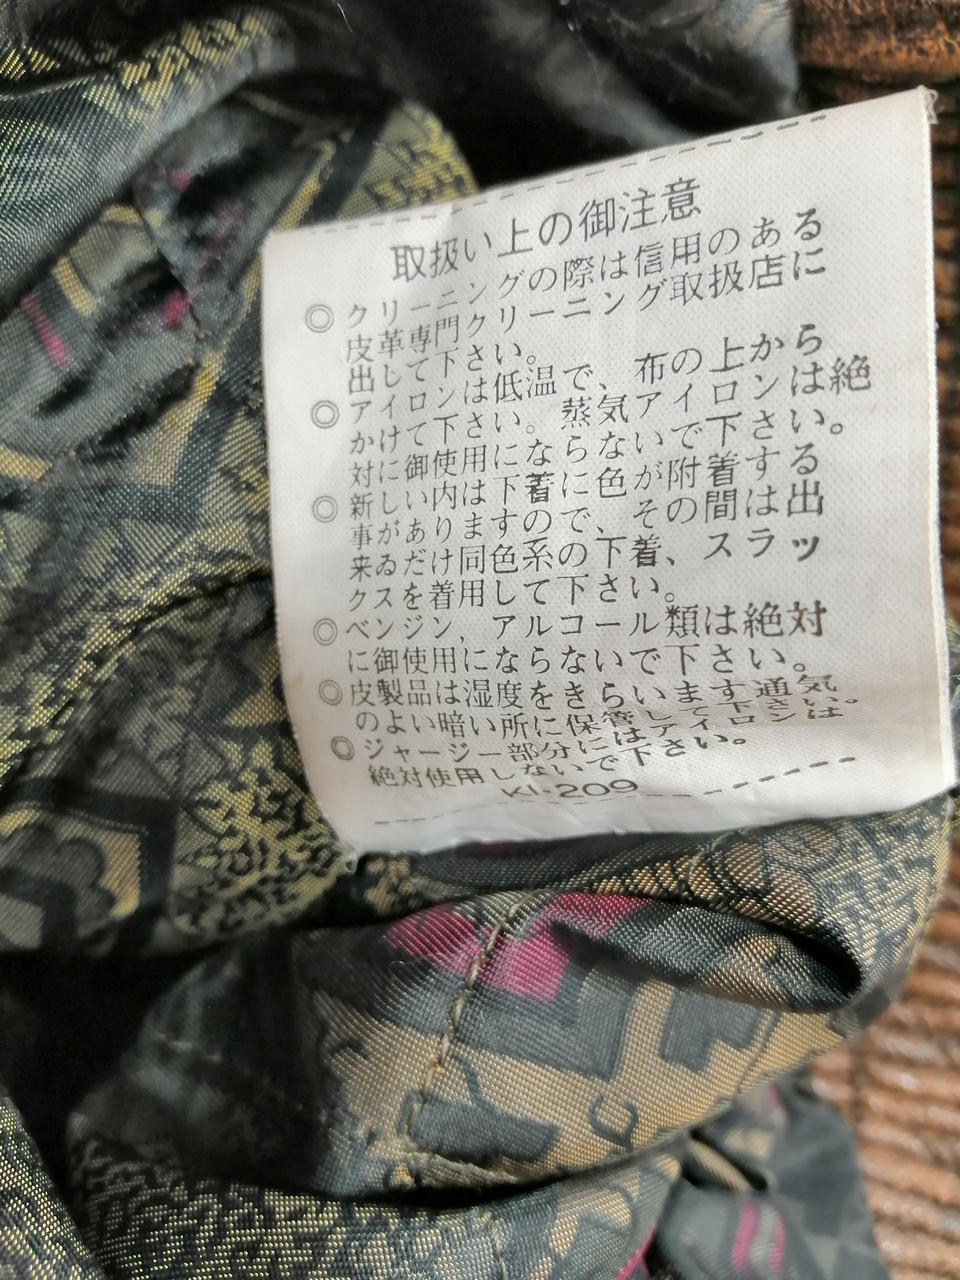 取扱い上の御注意
◎クリーニングの際は信用のある
皮革専門クリーニング取扱店に
出して下さい。
◎アイロンは低温で、布の上から
かけて下さい。蒸気アイロンは絶
対に御使用にならないで下さい。
◎新しい内は下着に色が附着する
事がありますので、その間は出
来るだけ同色系の下着、スラッ
クスを着用して下さい。
◎ベンジン、アルコール類は絶対
に御使用にならないで下さい。
◎皮製品は湿度をきらいます通気
のよい暗い所に保管して下さい。
◎ジャージー部分にはアイロンは
絶対使用しないで下さい。
KI-209